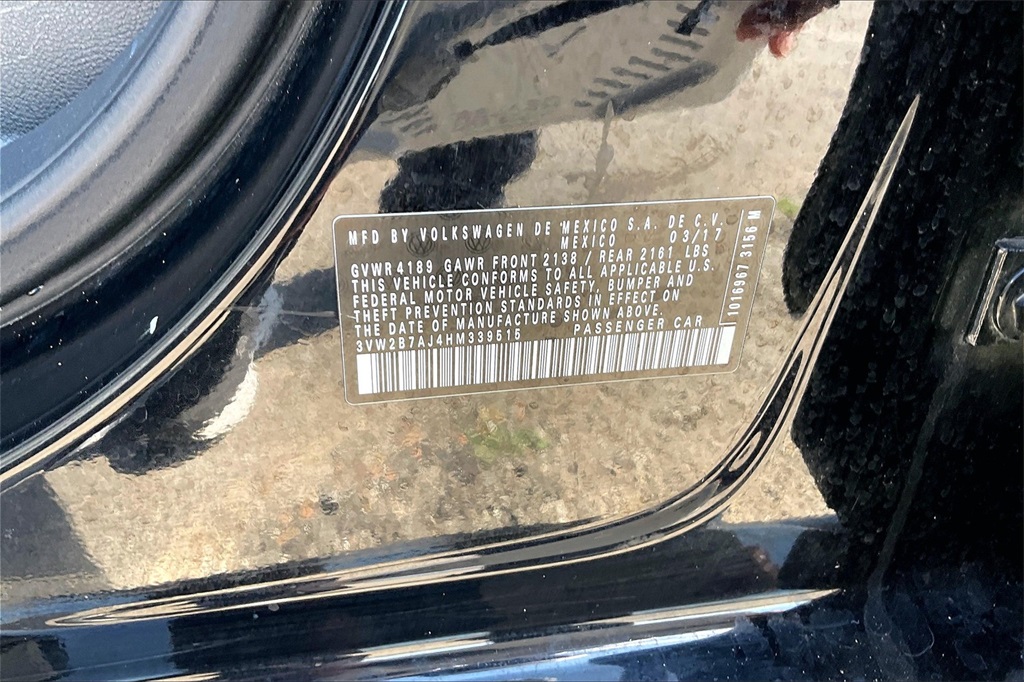 MFD BY VOLKSWAGEN DE MEXICO S.A. DE C.V.
MEXICO 03/17
GVWR 4189 GAWR FRONT 2138 / REAR 2161 LBS
THIS VEHICLE CONFORMS TO ALL APPLICABLE U.S.
FEDERAL MOTOR VEHICLE SAFETY, BUMPER AND
THEFT PREVENTION STANDARDS IN EFFECT ON
THE DATE OF MANUFACTURE SHOWN ABOVE.
3VW2B7AJ4HM339516 PASSENGER CAR
1016967 3156 M